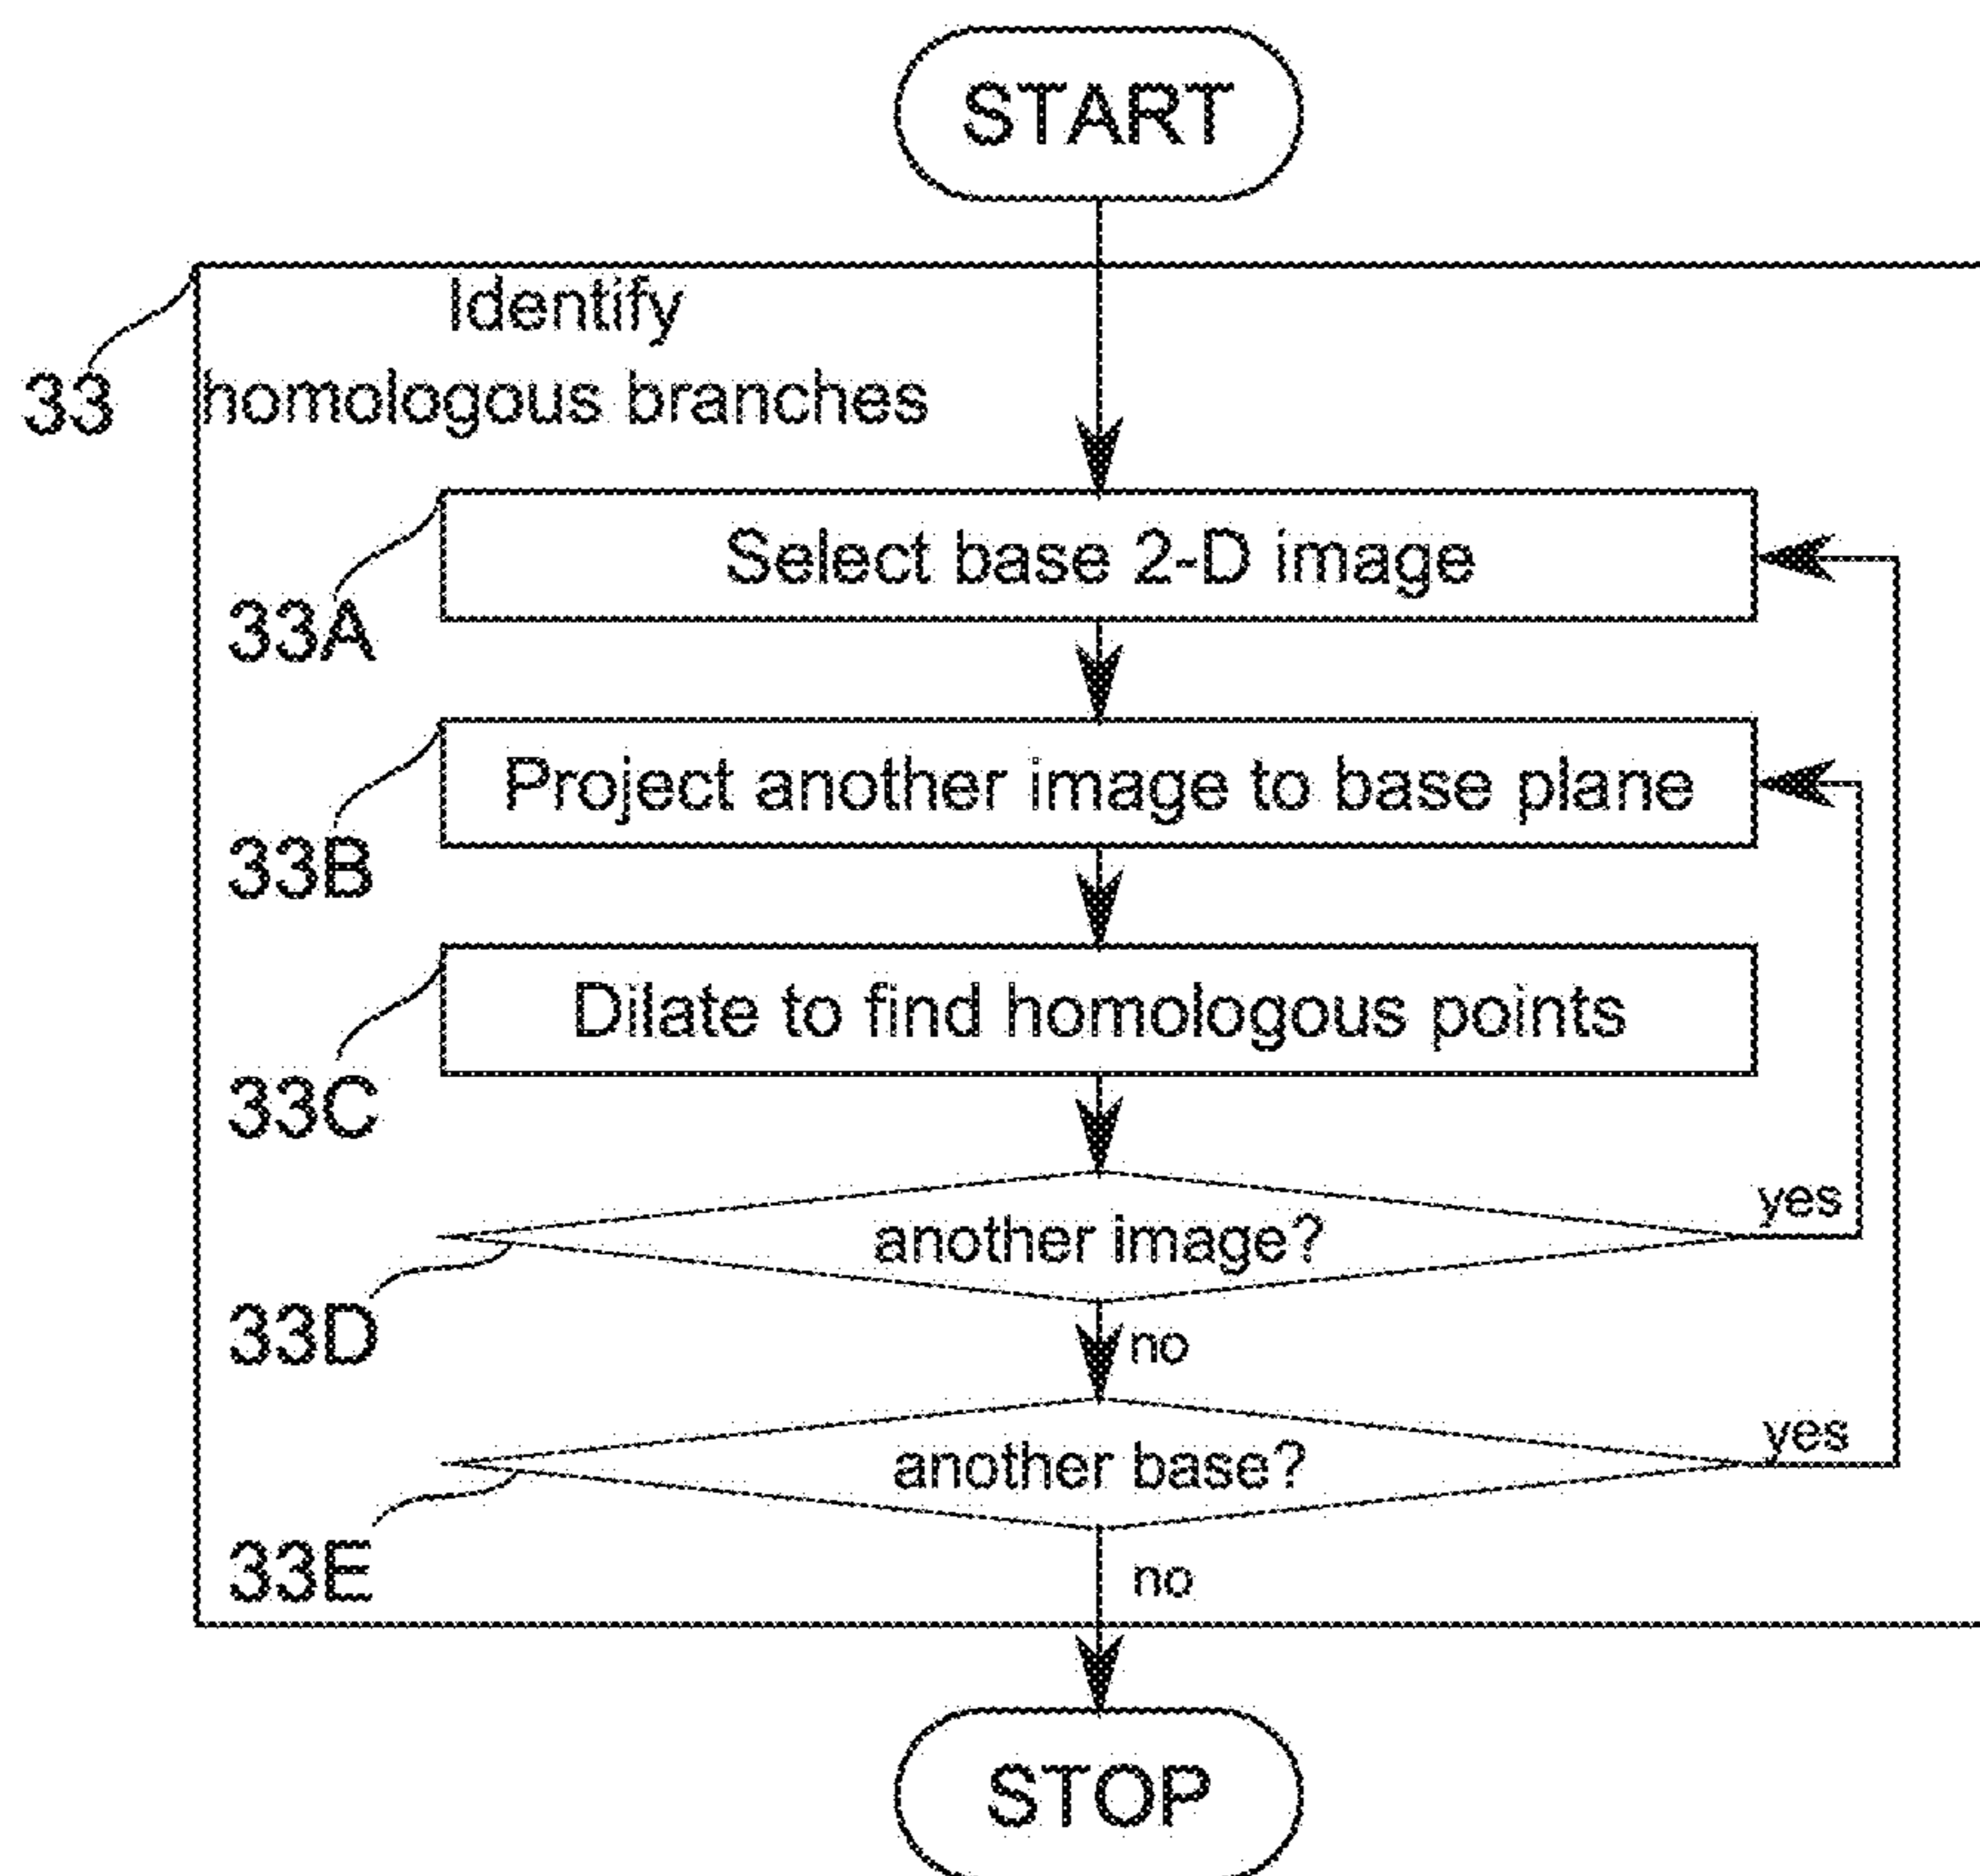 START
Identify
33 homologous branches
Select base 2-D image
33A
Project another image to base plane
33B
Dilate to find homologous points
33C
yes
another image?
33D
no
yes
another base?
33E
no
STOP